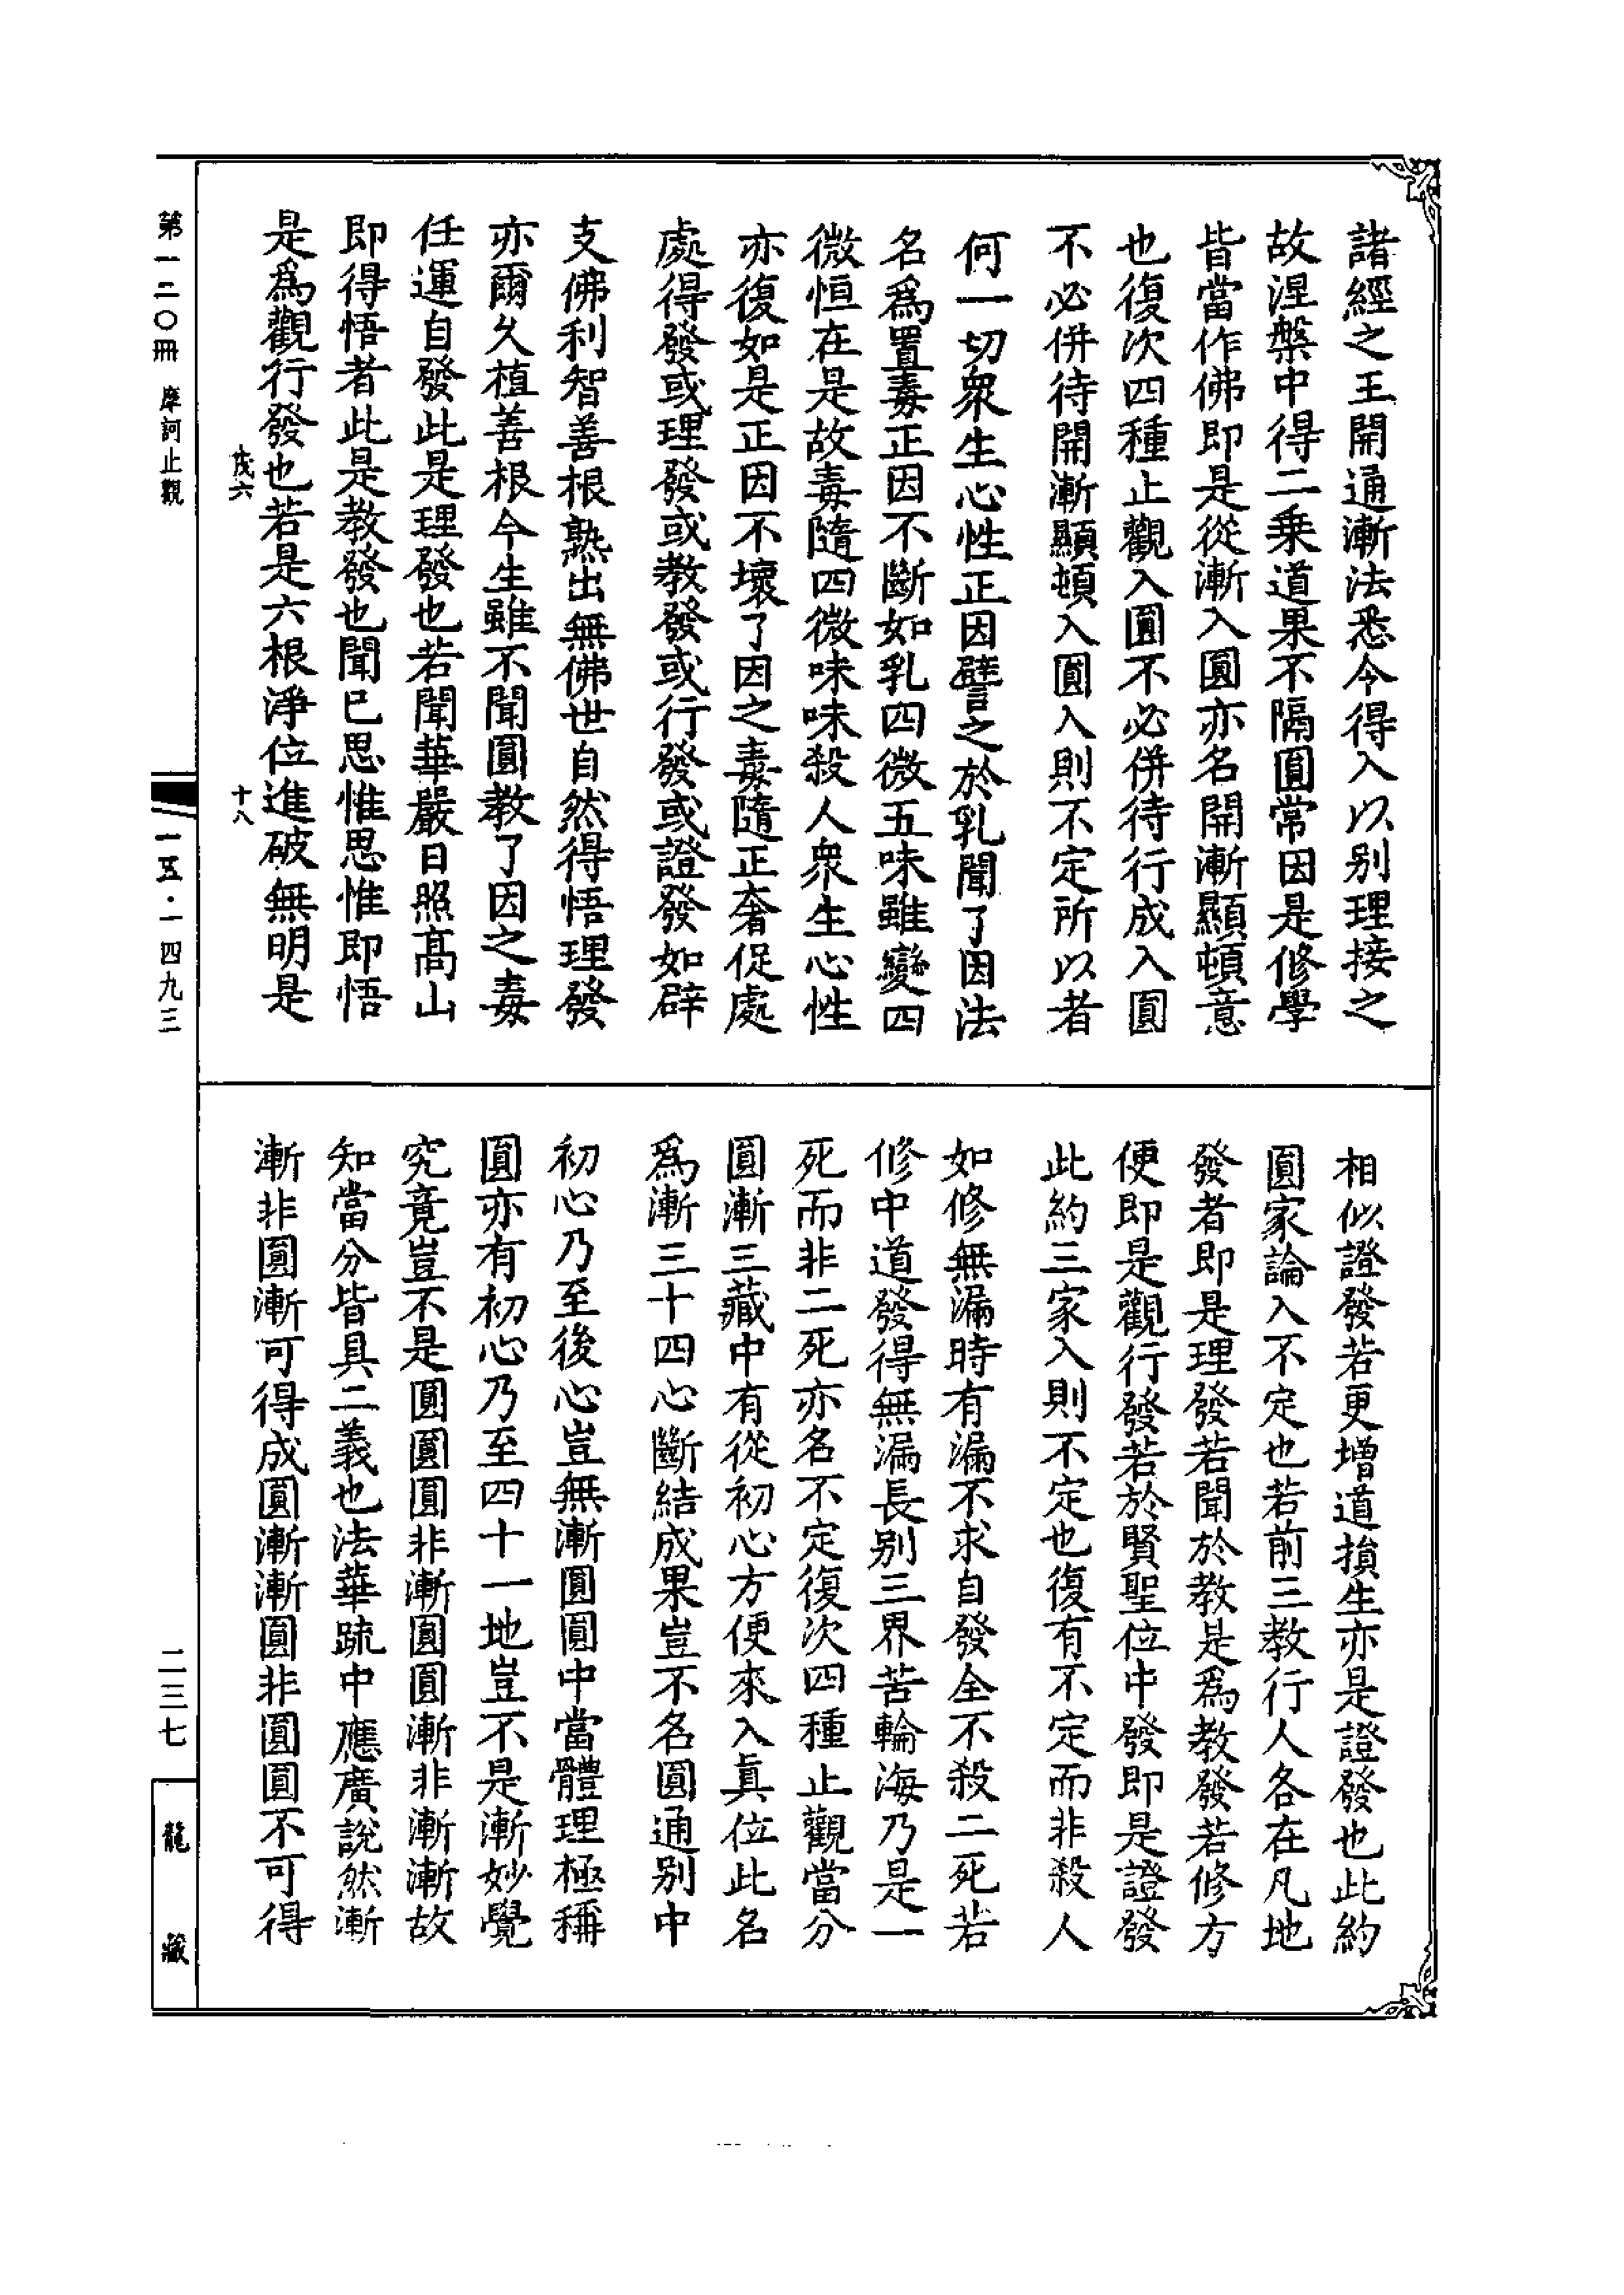 諸經之王開通漸法悉令得入以别理接之
故涅槃中得二乗道果不隔圓常因是修學
皆當作佛即是從漸入圓亦名開漸顯頓意
也復次四種止觀入圓不必併待行成入圓
不必併待開漸顯頓入圓入則不定所以者
何一切衆生心性正因譬之於乳聞了因法
名爲置毒正因不斷如乳四微五味雖變四
微恒在是故毒隨四微味味殺人衆生心性
亦復如是正因不壞了因之毒隨正奢促處
處得發或理發或教發或行發或證發如辟
支佛利智善根熟出無佛世自然得悟理發
亦爾久植善根今生雖不聞圓教了因之毒
任運自發此是理發也若聞華嚴日照高山
即得悟者此是教發也聞已思惟思惟即悟
是爲觀行發也若是六根淨位進破無明是
茂六
十八
相似證發若更增道損生亦是證發也此約
圓家論入不定也若前三教行人各在凡地
發者即是理發若聞於教是爲教發若修方
便即是觀行發若於賢聖位中發即是證發
此約三家入則不定也復有不定而非殺人
如修無漏時有漏不求自發全不殺二死若
修中道發得無漏長别三界苦輪海乃是一
死而非二死亦名不定復次四種止觀當分
圓漸三藏中有從初心方便來入真位此名
爲漸三十四心斷結成果豈不名圓通别中
初心乃至後心豈無漸圓圓中當體理極稱
圓亦有初心乃至四十一地豈不是漸妙覺
究竟豈不是圓圓圓非漸圓圓漸非漸漸故
知當分皆具二義也法華䟽中應廣說然漸
漸非圓漸可得成圓漸漸圓非圓圓不可得
第一二〇冊 摩訶止觀
一五·一四九三
二三七
龍藏